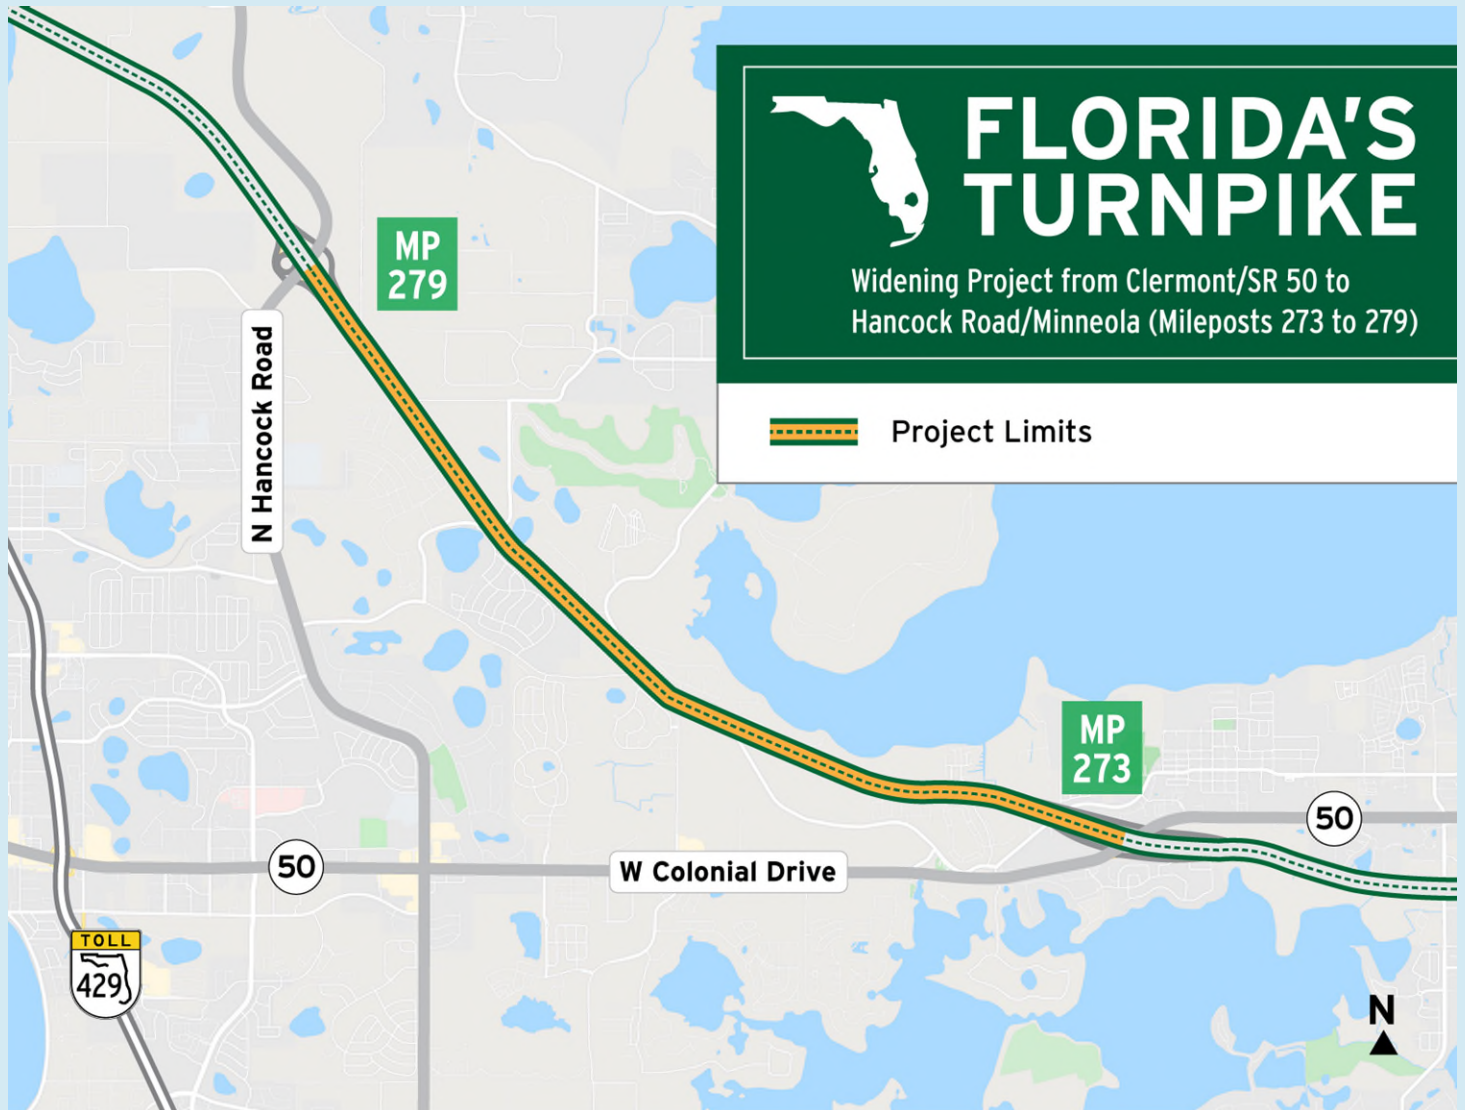 FLORIDA'S
TURNPIKE
Widening Project from Clermont/SR 50 to
Hancock Road/Minneola (Mileposts 273 to 279)
Project Limits
MP
279
N Hancock Road
MP
273
50
50
W Colonial Drive
TOLL
429
N